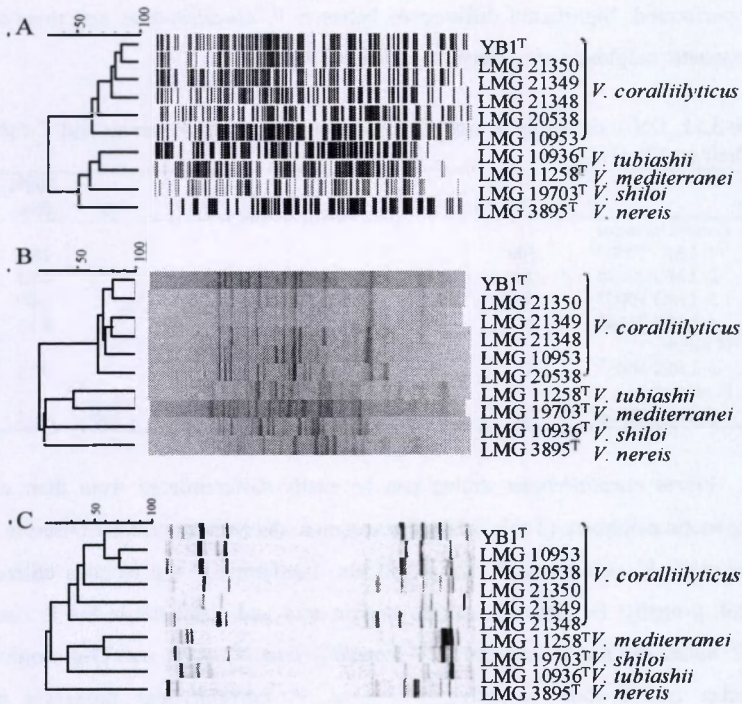 A
50 1000
YB1ᵀ
LMG 21350
LMG 21349
LMG 21348
LMG 20538
LMG 10953
V. coralliilyticus
LMG 10936ᵀ V. tubiashii
LMG 11258ᵀ V. mediterranei
LMG 19703ᵀ V. shiloi
LMG 3895ᵀ V. nereis
B
50 100
YB1ᵀ
LMG 21350
LMG 21349
LMG 21348
LMG 10953
LMG 20538
V. coralliilyticus
LMG 11258ᵀ V. tubiashii
LMG 19703ᵀ V. mediterranei
LMG 10936ᵀ V. shiloi
LMG 3895ᵀ V. nereis
C
50 100
YB1ᵀ
LMG 10953
LMG 20538
LMG 21350
LMG 21349
LMG 21348
V. coralliilyticus
LMG 11258ᵀ V. mediterranei
LMG 19703ᵀ V. shiloi
LMG 10936ᵀ V. tubiashii
LMG 3895ᵀ V. nereis